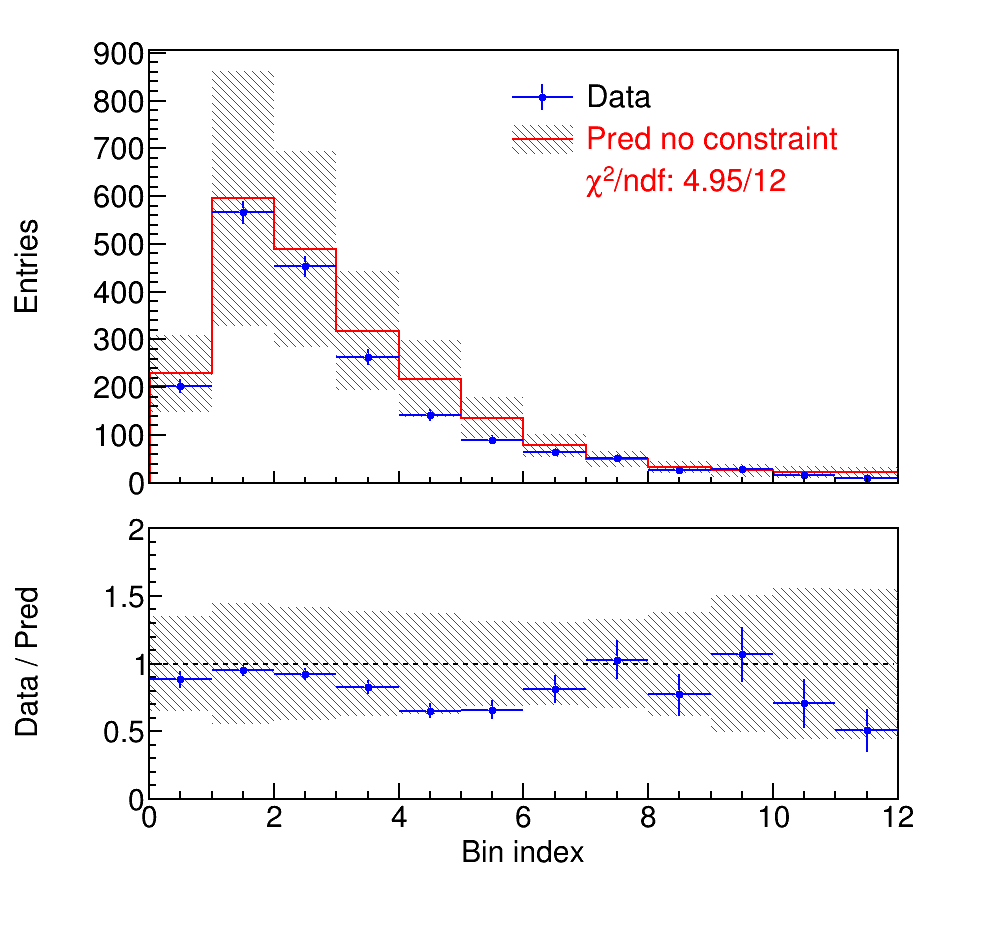 900
800
700
600
500
400
300
200
100
0
Entries
Data
Pred no constraint
χ²/ndf: 4.95/12
2
1.5
1
0.5
0
Data / Pred
0 2 4 6 8 10 12
Bin index